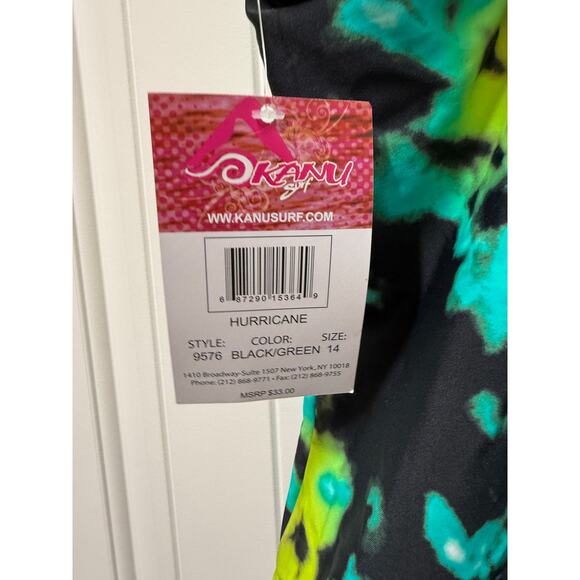 KANU
Surf
WW.KANUSURF.COM
6 87290 15364 9
HURRICANE
STYLE: COLOR: SIZE:
9576 BLACK/GREEN 14
1410 Broadway-Suite 1507 New York, NY 10018
Phone: (212) 868-9771 • Fax: (212) 868-9755
MSRP $33.00